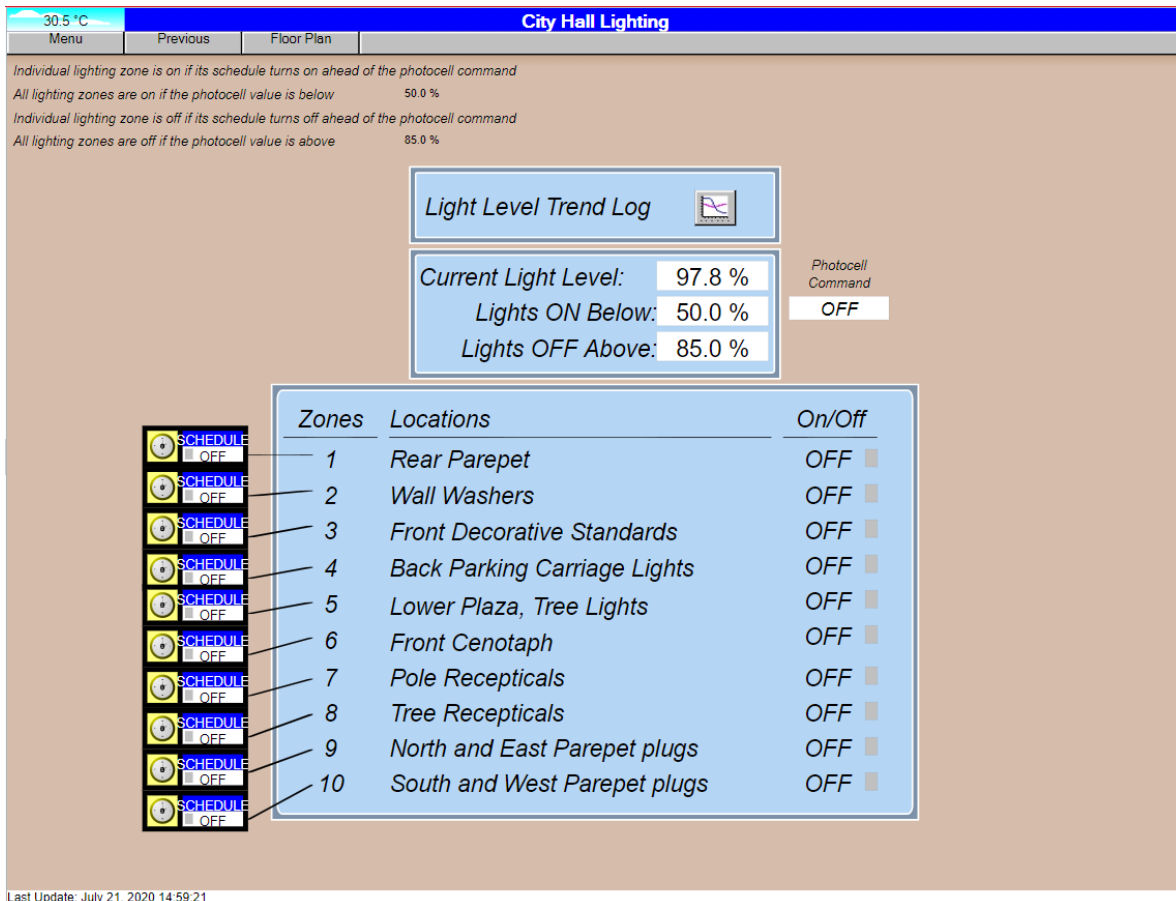 30.5 °C City Hall Lighting
Menu Previous Floor Plan
Individual lighting zone is on if its schedule turns on ahead of the photocell command
All lighting zones are on if the photocell value is below 50.0 %
Individual lighting zone is off if its schedule turns off ahead of the photocell command
All lighting zones are off if the photocell value is above 85.0 %
Light Level Trend Log
Current Light Level: 97.8 %
Lights ON Below: 50.0 %
Lights OFF Above: 85.0 %
Photocell
Command
OFF
Zones Locations On/Off
SCHEDULE
OFF
1 Rear Parepet OFF
SCHEDULE
OFF
2 Wall Washers OFF
SCHEDULE
OFF
3 Front Decorative Standards OFF
SCHEDULE
OFF
4 Back Parking Carriage Lights OFF
SCHEDULE
OFF
5 Lower Plaza, Tree Lights OFF
SCHEDULE
OFF
6 Front Cenotaph OFF
SCHEDULE
OFF
7 Pole Recepticals OFF
SCHEDULE
OFF
8 Tree Recepticals OFF
SCHEDULE
OFF
9 North and East Parepet plugs OFF
SCHEDULE
OFF
10 South and West Parepet plugs OFF
Last Update: July 21, 2020 14:59:21